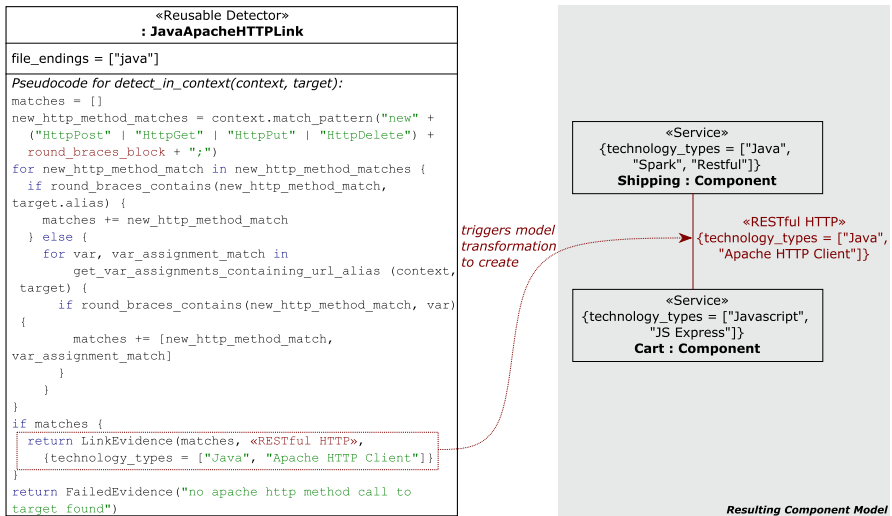 «Reusable Detector»
: JavaApacheHTTPLink
file_endings = ["java"]
Pseudocode for detect_in_context(context, target):
matches = []
new_http_method_matches = context.match_pattern("new" +
("HttpPost" | "HttpGet" | "HttpPut" | "HttpDelete") +
round_braces_block + ";")
for new_http_method_match in new_http_method_matches {
if round_braces_contains(new_http_method_match,
target.alias) {
matches += new_http_method_match
} else {
for var, var_assignment_match in
get_var_assignments_containing_url_alias (context,
target) {
if round_braces_contains(new_http_method_match, var)
{
matches += [new_http_method_match,
var_assignment_match]
}
}
}
if matches {
return LinkEvidence(matches, «RESTful HTTP»,
{technology_types = ["Java", "Apache HTTP Client"]}
}
return FailedEvidence("no apache http method call to
target found")
triggers model
transformation
to create
«Service»
{technology_types = ["Java",
"Spark", "Restful"]}
Shipping : Component
«RESTful HTTP»
{technology_types = ["Java",
"Apache HTTP Client"]}
«Service»
{technology_types = ["Javascript",
"JS Express"]}
Cart : Component
Resulting Component Model